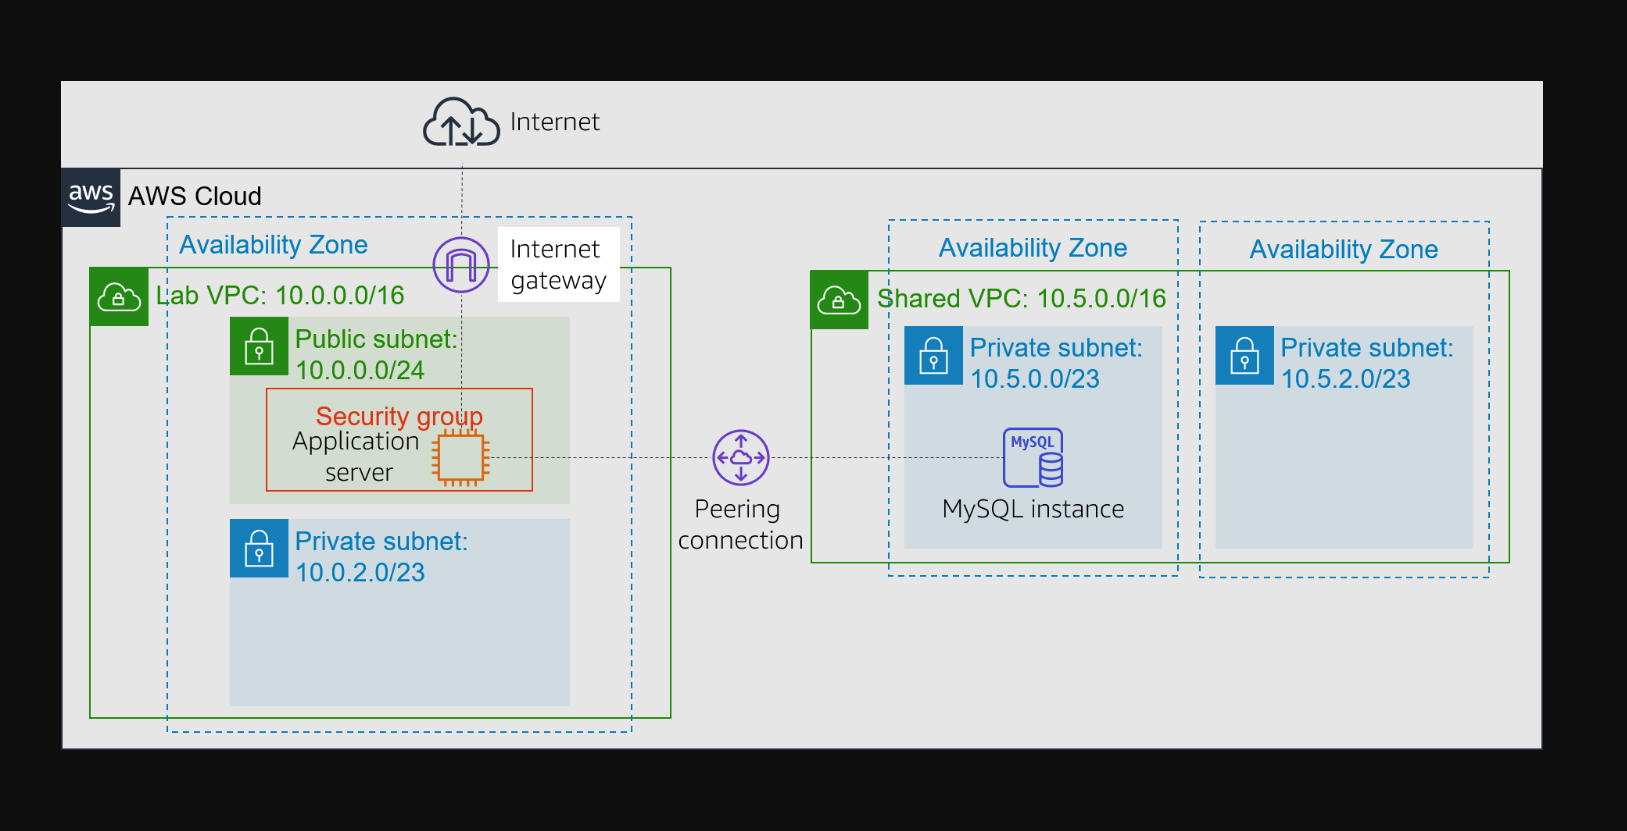 Internet
aws
AWS Cloud
Availability Zone
Internet
gateway
Lab VPC: 10.0.0.0/16
Public subnet:
10.0.0.0/24
Security group
Application
server
Private subnet:
10.0.2.0/23
Peering
connection
Availability Zone
Availability Zone
Shared VPC: 10.5.0.0/16
Private subnet:
10.5.0.0/23
MySQL
MySQL instance
Private subnet:
10.5.2.0/23